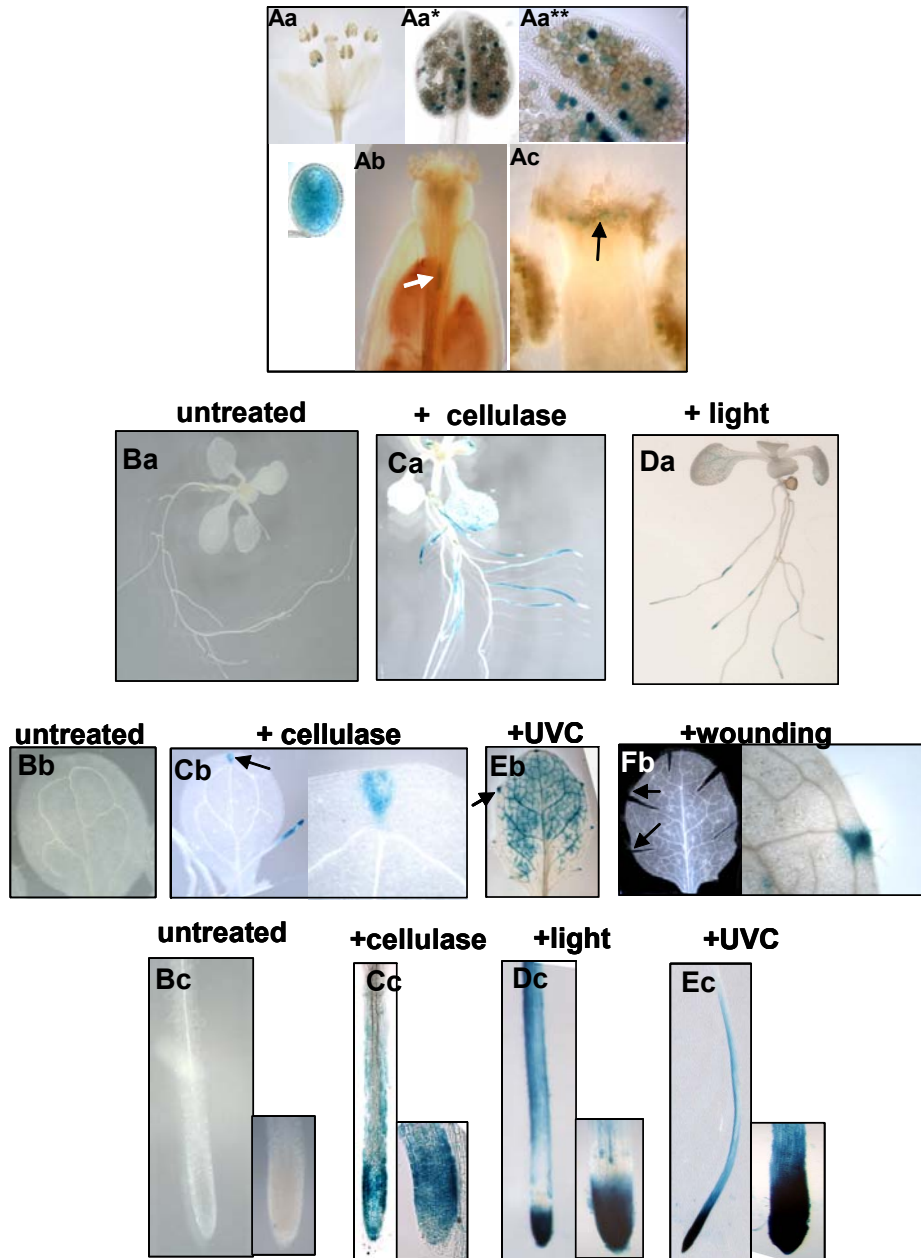 Aa Aa* Aa**
Ab Ac
untreated + cellulase + light
Ba Ca Da
untreated + cellulase +UVC +wounding
Bb Cb Eb Fb
untreated +cellulase +light +UVC
Bc Cc Dc Ec